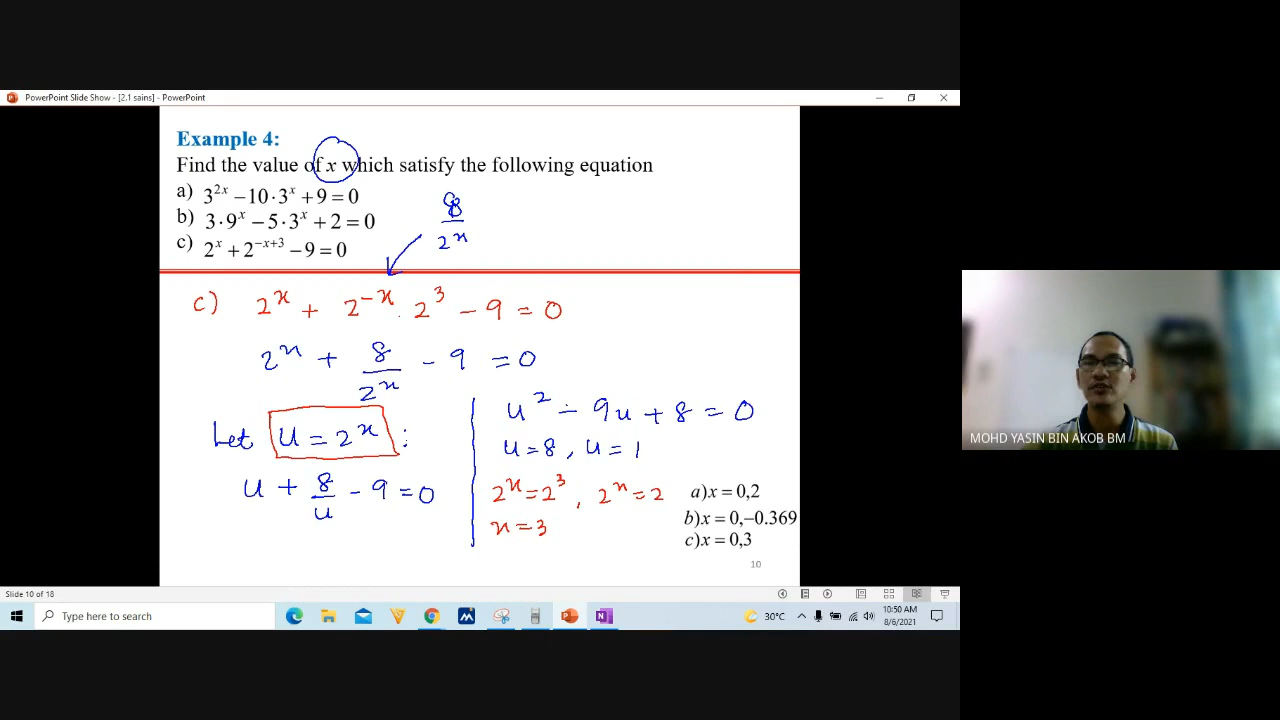 PowerPoint Slide Show - [2.1 sains] - PowerPoint
Example 4:
Find the value of x which satisfy the following equation
a) 3^{2x} − 10·3^x + 9 = 0
b) 3·9^x − 5·3^x + 2 = 0
c) 2^x + 2^{−x+3} − 9 = 0
8/2^x
c) 2^x + 2^{−x} . 2^3 − 9 = 0
2^x + 8/2^x − 9 = 0
Let u = 2^x :
u + 8/u − 9 = 0
u^2 − 9u + 8 = 0
u = 8 , u = 1
2^x = 2^3 , 2^x = 2
x = 3
a) x = 0,2
b) x = 0,−0.369
c) x = 0,3
10
MOHD YASIN BIN AKOB BM
Slide 10 of 18
Type here to search
30°C
10:50 AM
8/6/2021